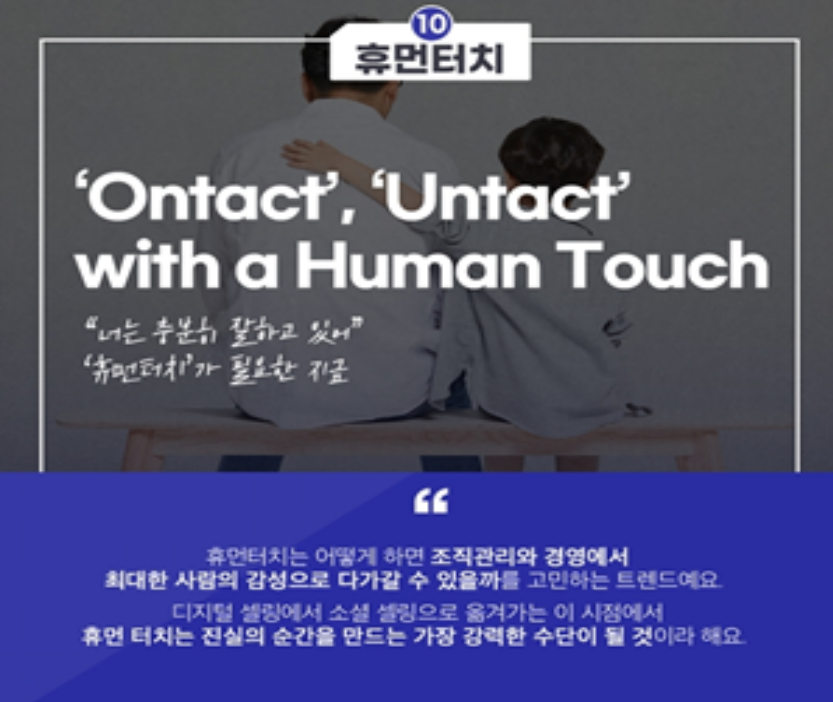 10
휴먼터치
‘Ontact’, ‘Untact’
with a Human Touch
“너는 충분히 잘하고 있어”
‘휴먼터치’가 필요한 지금
“
휴먼터치는 어떻게 하면 조직관리와 경영에서
최대한 사람의 감성으로 다가갈 수 있을까를 고민하는 트렌드예요.
디지털 셀링에서 소셜 셀링으로 옮겨가는 이 시점에서
휴먼 터치는 진실의 순간을 만드는 가장 강력한 수단이 될 것이라 해요.